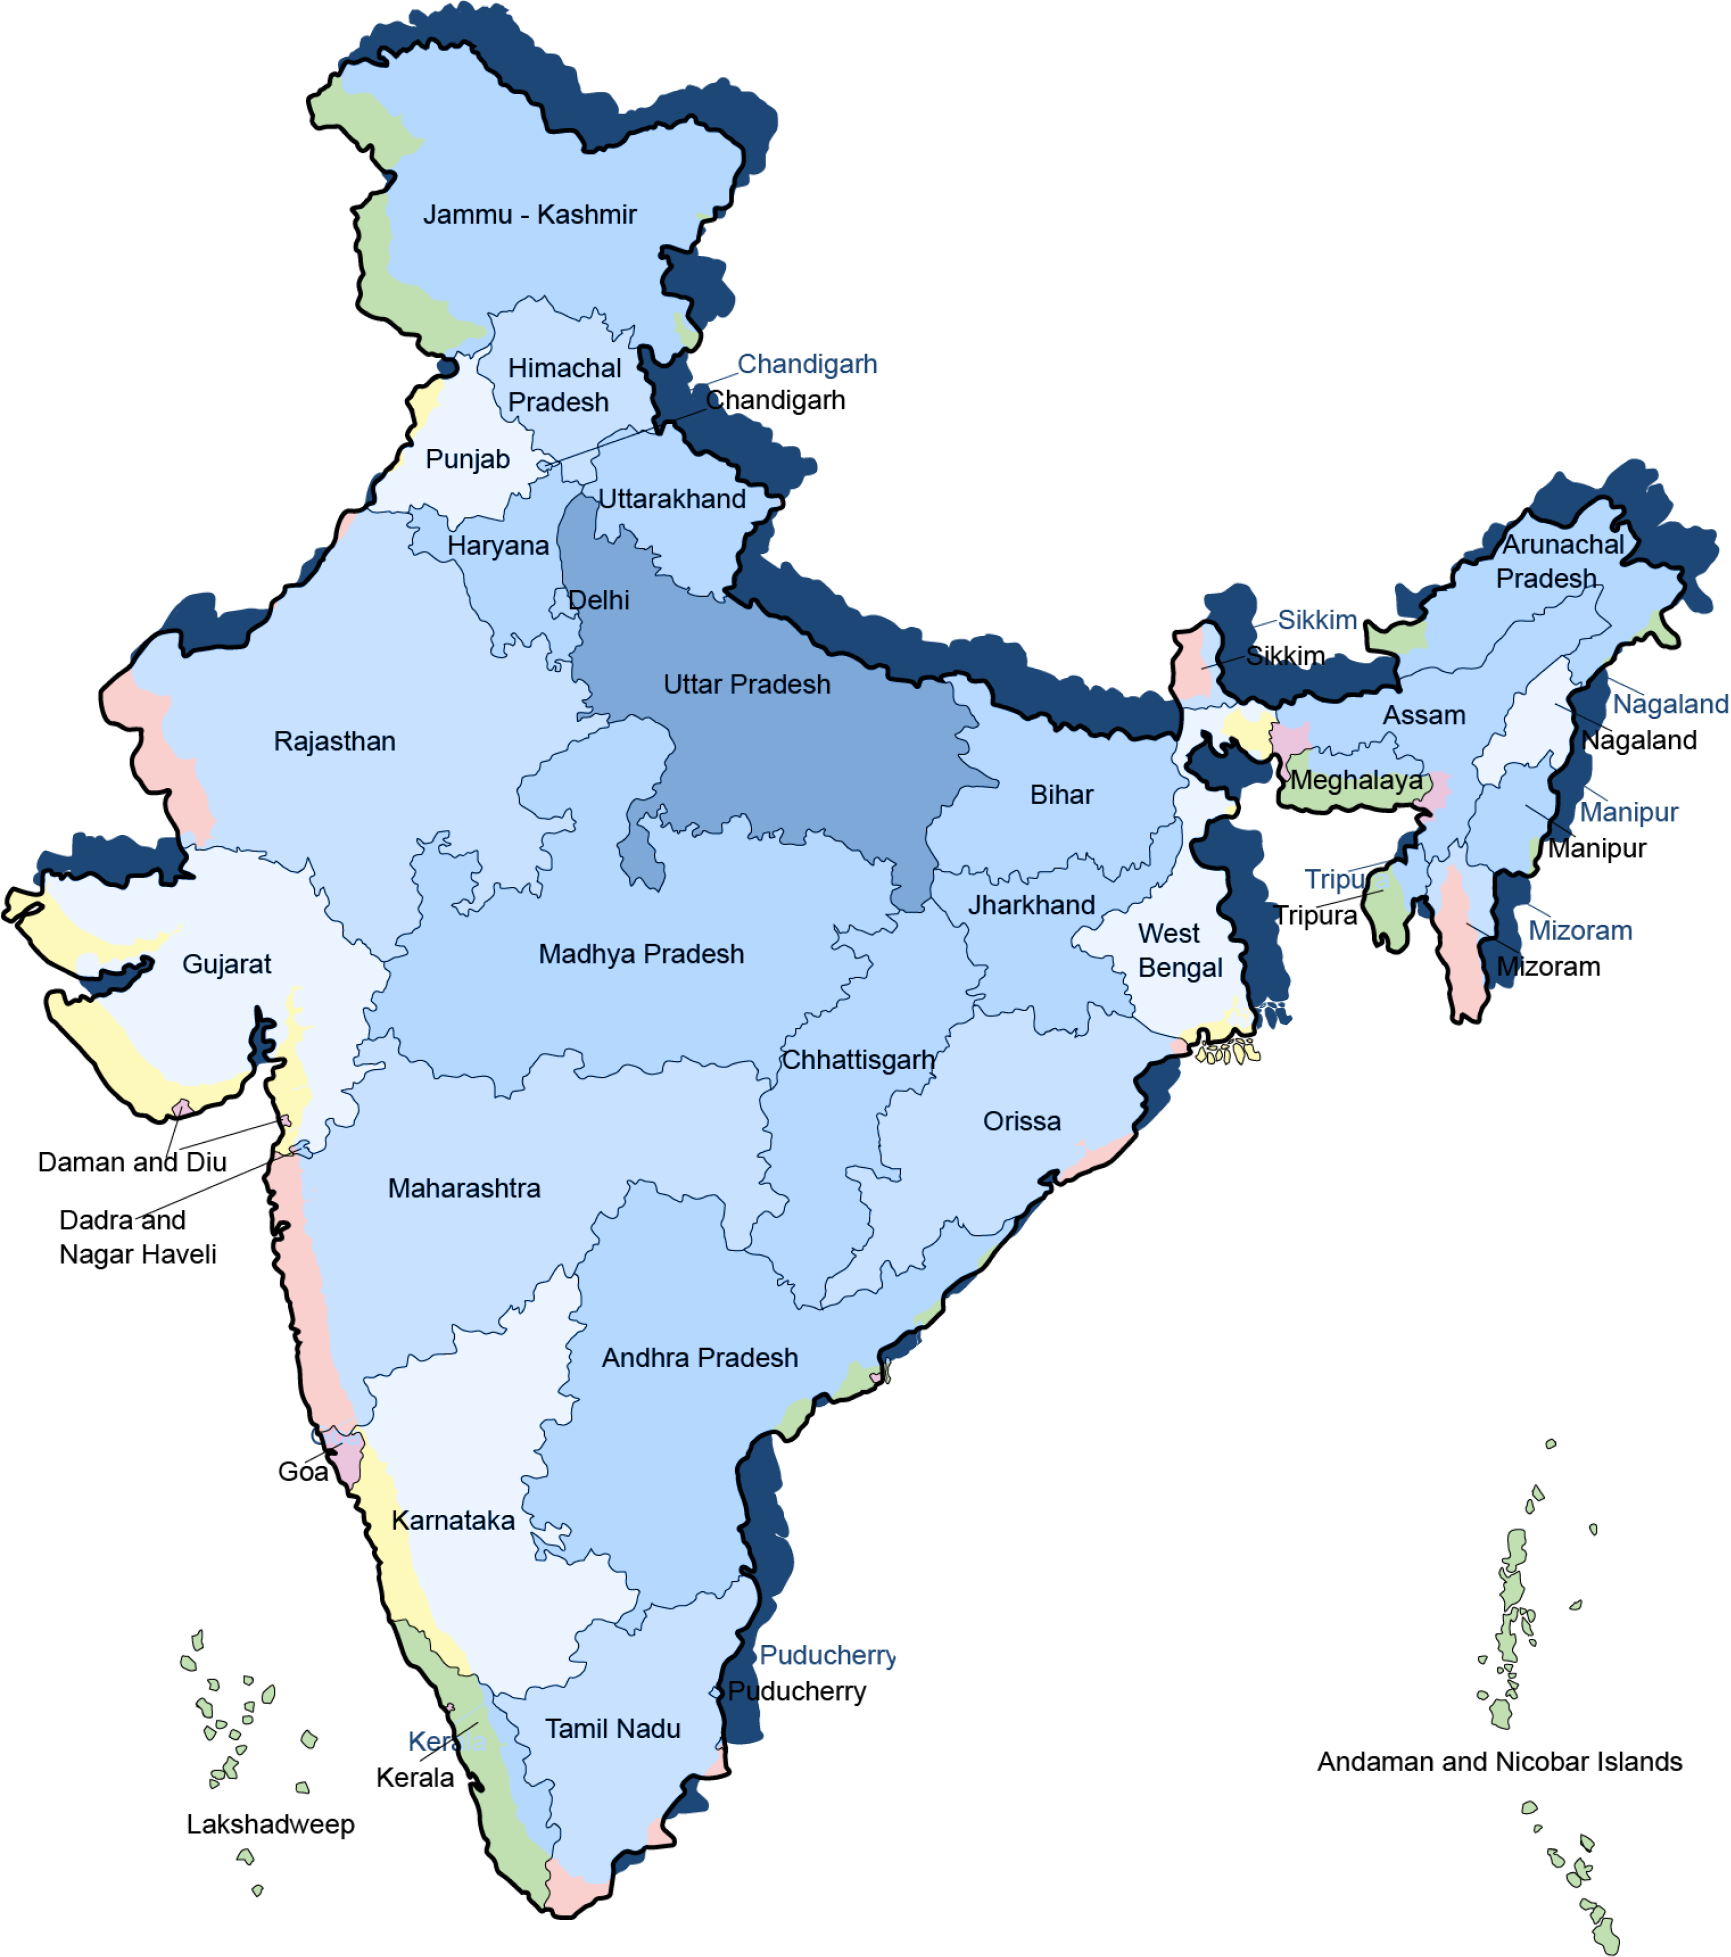 Jammu - Kashmir
Himachal
Pradesh
Chandigarh
Chandigarh
Punjab
Uttarakhand
Haryana
Delhi
Arunachal
Pradesh
Sikkim
Sikkim
Uttar Pradesh
Nagaland
Assam
Nagaland
Rajasthan
Meghalaya
Bihar
Manipur
Manipur
Tripu
Tripura
Jharkhand
West
Bengal
Mizoram
Mizoram
Madhya Pradesh
Gujarat
Chhattisgarh
Orissa
Daman and Diu
Maharashtra
Dadra and
Nagar Haveli
Andhra Pradesh
Goa
Karnataka
Puducherry
Puducherry
Tamil Nadu
Kerala
Kerala
Andaman and Nicobar Islands
Lakshadweep